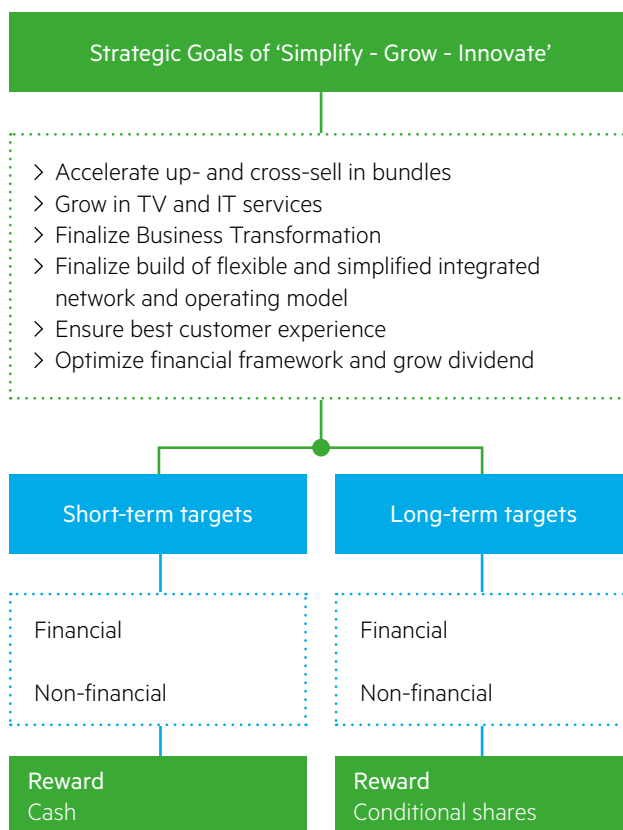 Strategic Goals of ‘Simplify - Grow - Innovate’
> Accelerate up- and cross-sell in bundles
> Grow in TV and IT services
> Finalize Business Transformation
> Finalize build of flexible and simplified integrated
network and operating model
> Ensure best customer experience
> Optimize financial framework and grow dividend
Short-term targets
Long-term targets
Financial
Non-financial
Financial
Non-financial
Reward
Cash
Reward
Conditional shares